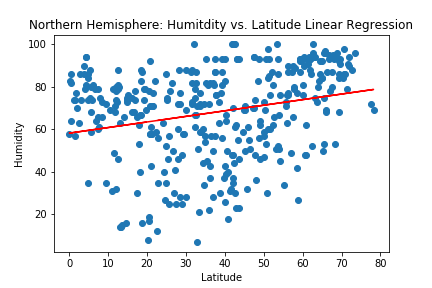 Northern Hemisphere: Humitdity vs. Latitude Linear Regression
100
80
60
40
20
Humidity
0 10 20 30 40 50 60 70 80
Latitude